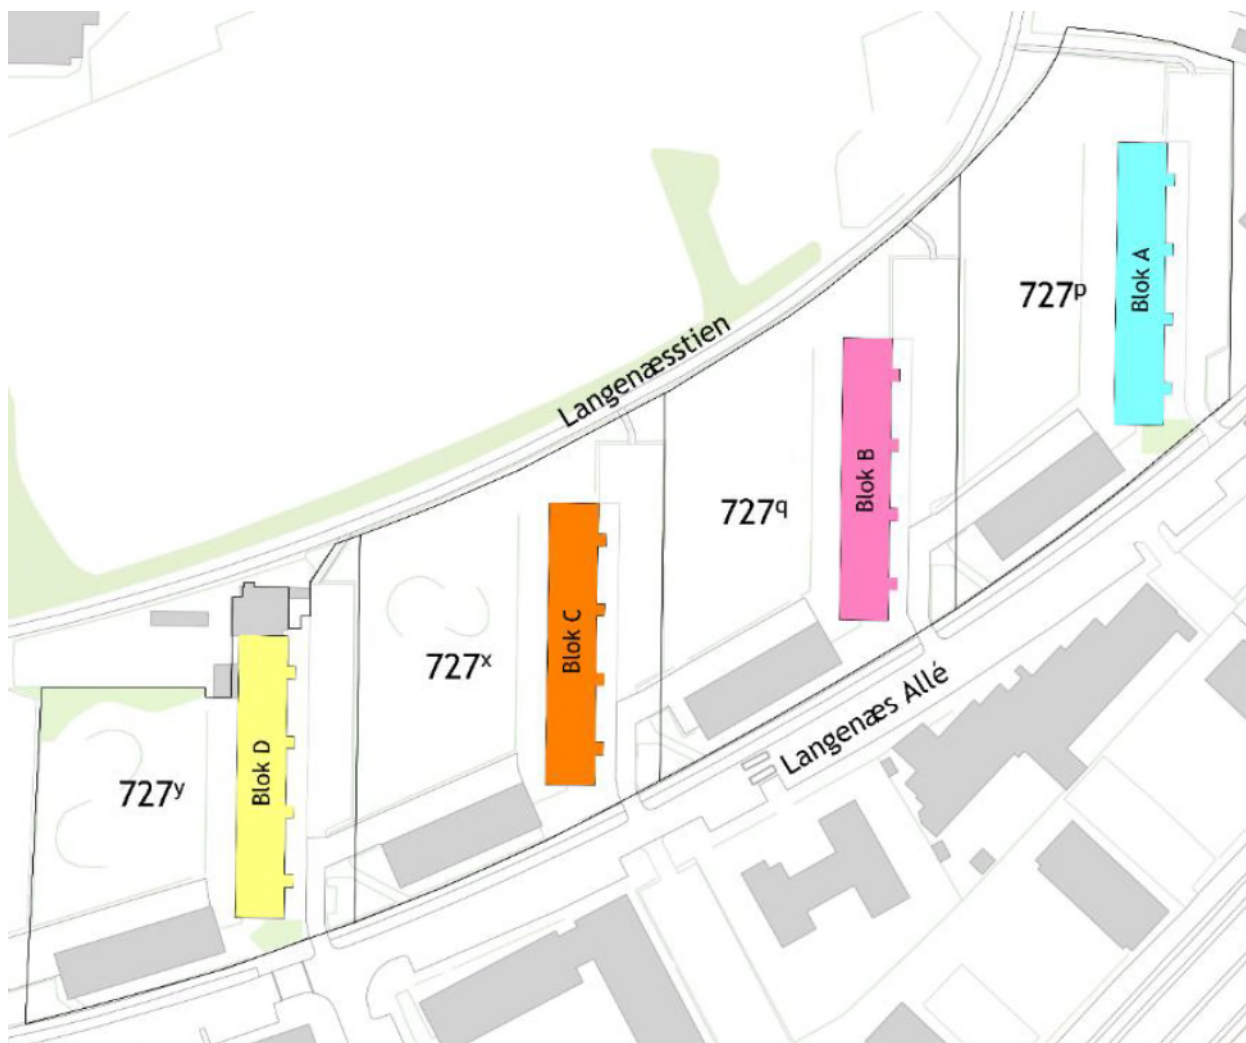 Blok A
727ᵖ
Langenæsstien
Blok B
727ᑫ
Blok C
727ˣ
Langenæs Allé
Blok D
727ʸ